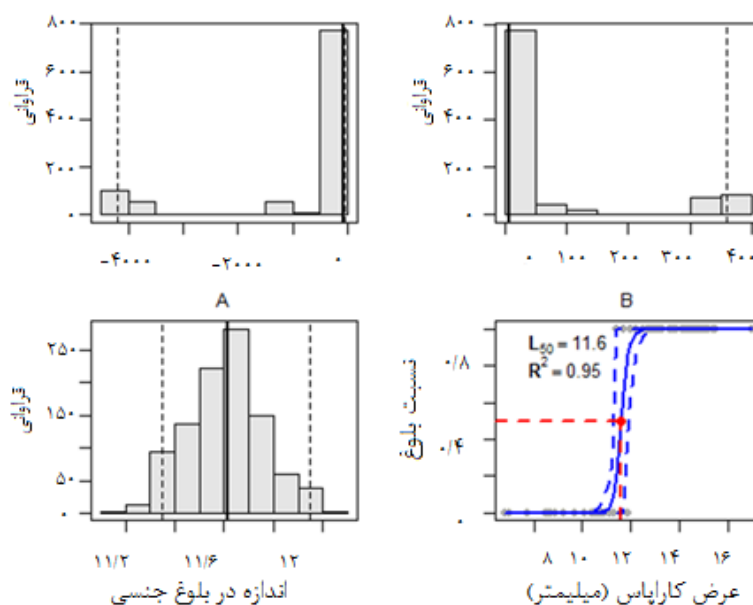 فراوانی
۸۰۰
۶۰۰
۴۰۰
۲۰۰
۰
-۴۰۰۰ -۲۰۰۰ ۰
A
فراوانی
۸۰۰
۶۰۰
۴۰۰
۲۰۰
۰
۰ ۱۰۰ ۲۰۰ ۳۰۰ ۴۰۰
B
فراوانی
۲۵۰
۱۵۰
۵۰
۰
۱۱/۲ ۱۱/۶ ۱۲
اندازه در بلوغ جنسی
نسبت بلوغ
۰/۸
۰/۴
۰
L50 = 11.6
R² = 0.95
۸ ۱۰ ۱۲ ۱۴ ۱۶
عرض کاراپاس (میلیمتر)